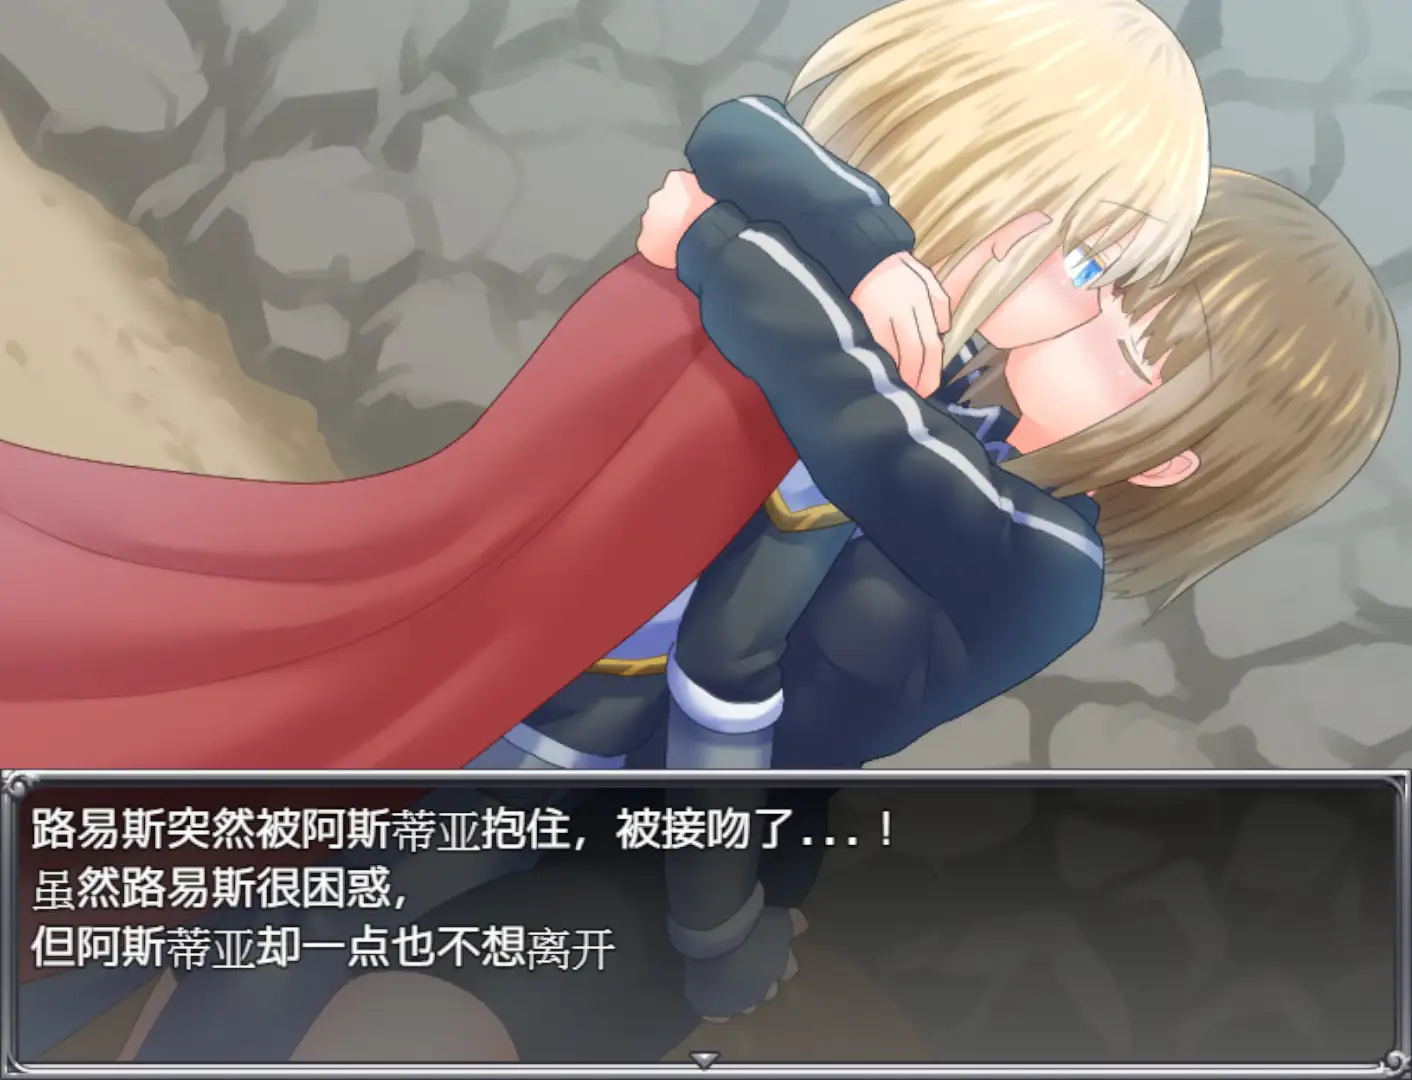 路易斯突然被阿斯蒂亚抱住，被接吻了...！
虽然路易斯很困惑，
但阿斯蒂亚却一点也不想离开